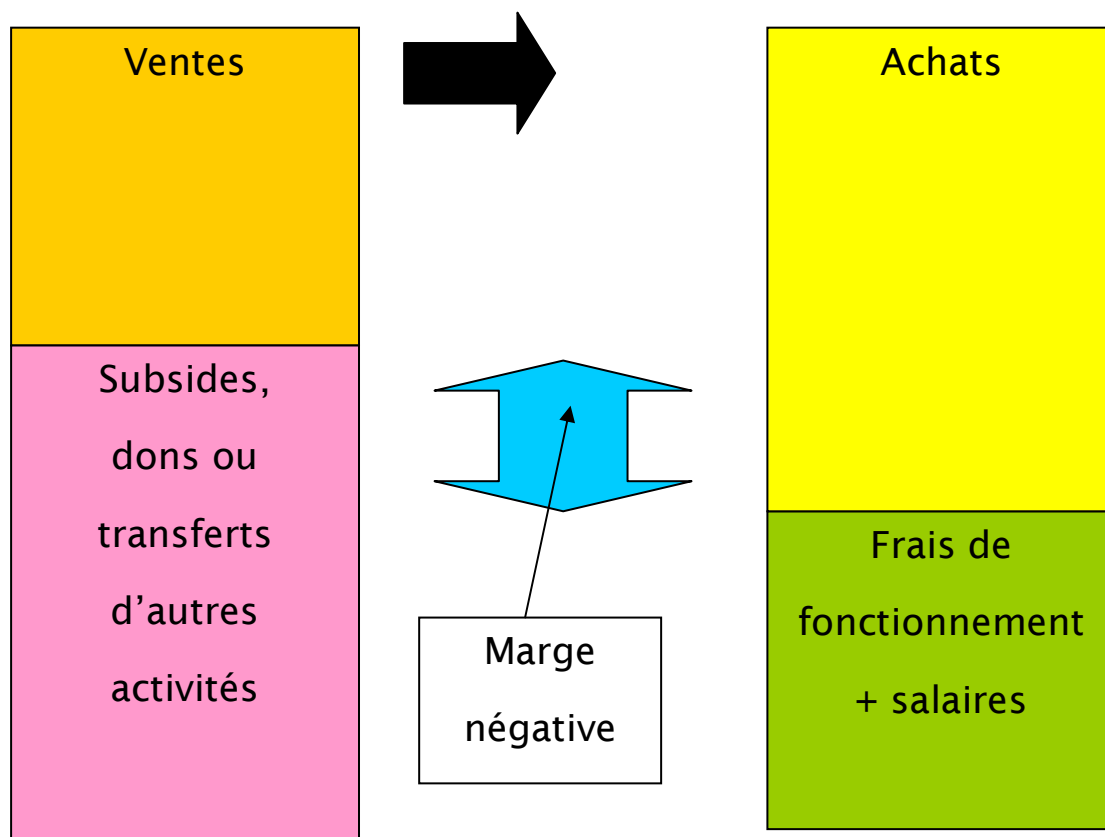 Ventes
Achats
Subsides,
dons ou
transferts
d'autres
activités
Marge
négative
Frais de
fonctionnement
+ salaires